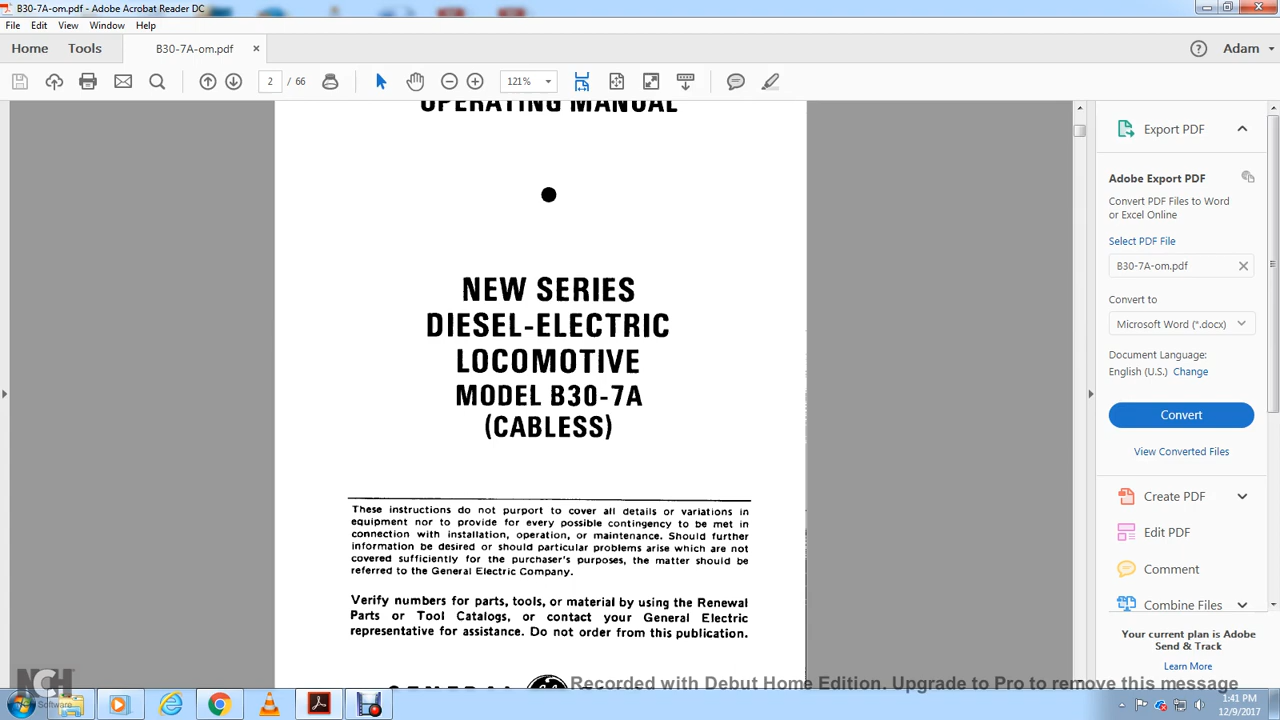 B30-7A-om.pdf - Adobe Acrobat Reader DC
File Edit View Window Help
Home Tools B30-7A-om.pdf × Adam
2 / 66 121%
OPERATING MANUAL
NEW SERIES
DIESEL-ELECTRIC
LOCOMOTIVE
MODEL B30-7A
(CABLESS)
These instructions do not purport to cover all details or variations in
equipment nor to provide for every possible contingency to be met in
connection with installation, operation, or maintenance. Should further
information be desired or should particular problems arise which are not
covered sufficiently for the purchaser's purposes, the matter should be
referred to the General Electric Company.
Verify numbers for parts, tools, or material by using the Renewal
Parts or Tool Catalogs, or contact your General Electric
representative for assistance. Do not order from this publication.
Export PDF
Adobe Export PDF
Convert PDF Files to Word
or Excel Online
Select PDF File
B30-7A-om.pdf
Convert to
Microsoft Word (*.docx)
Document Language:
English (U.S.) Change
Convert
View Converted Files
Create PDF
Edit PDF
Comment
Combine Files
Your current plan is Adobe
Send & Track
Learn More
NCH
Software
Recorded with Debut Home Edition. Upgrade to Pro to remove this message
1:41 PM
12/9/2017